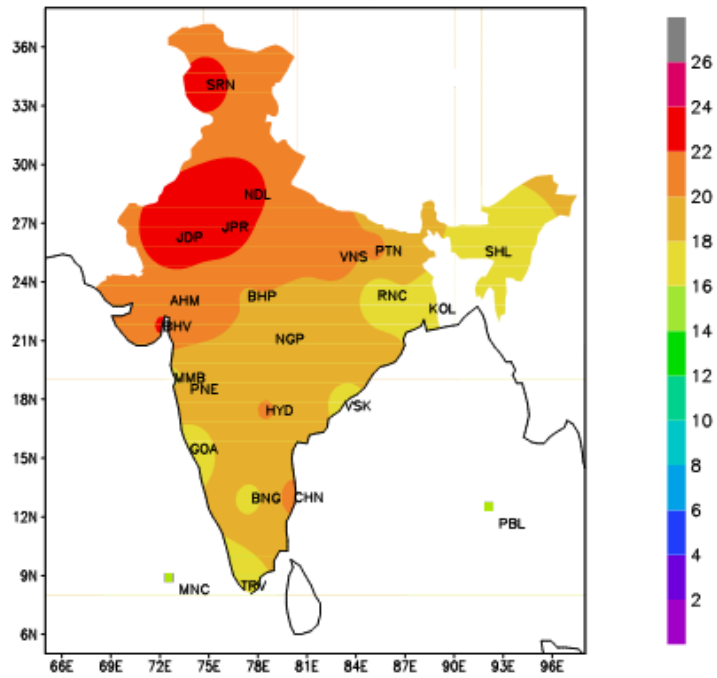 36N
33N
30N
27N
24N
21N
18N
15N
12N
9N
6N
66E 69E 72E 75E 78E 81E 84E 87E 90E 93E 96E
SRN
NDL
JPR
JDP
VNS PTN
SHL
AHM BHP RNC KOL
BHV
NGP
MMB
PNE
HYD VSK
GOA
BNG CHN
PBL
MNC TRV
26
24
22
20
18
16
14
12
10
8
6
4
2